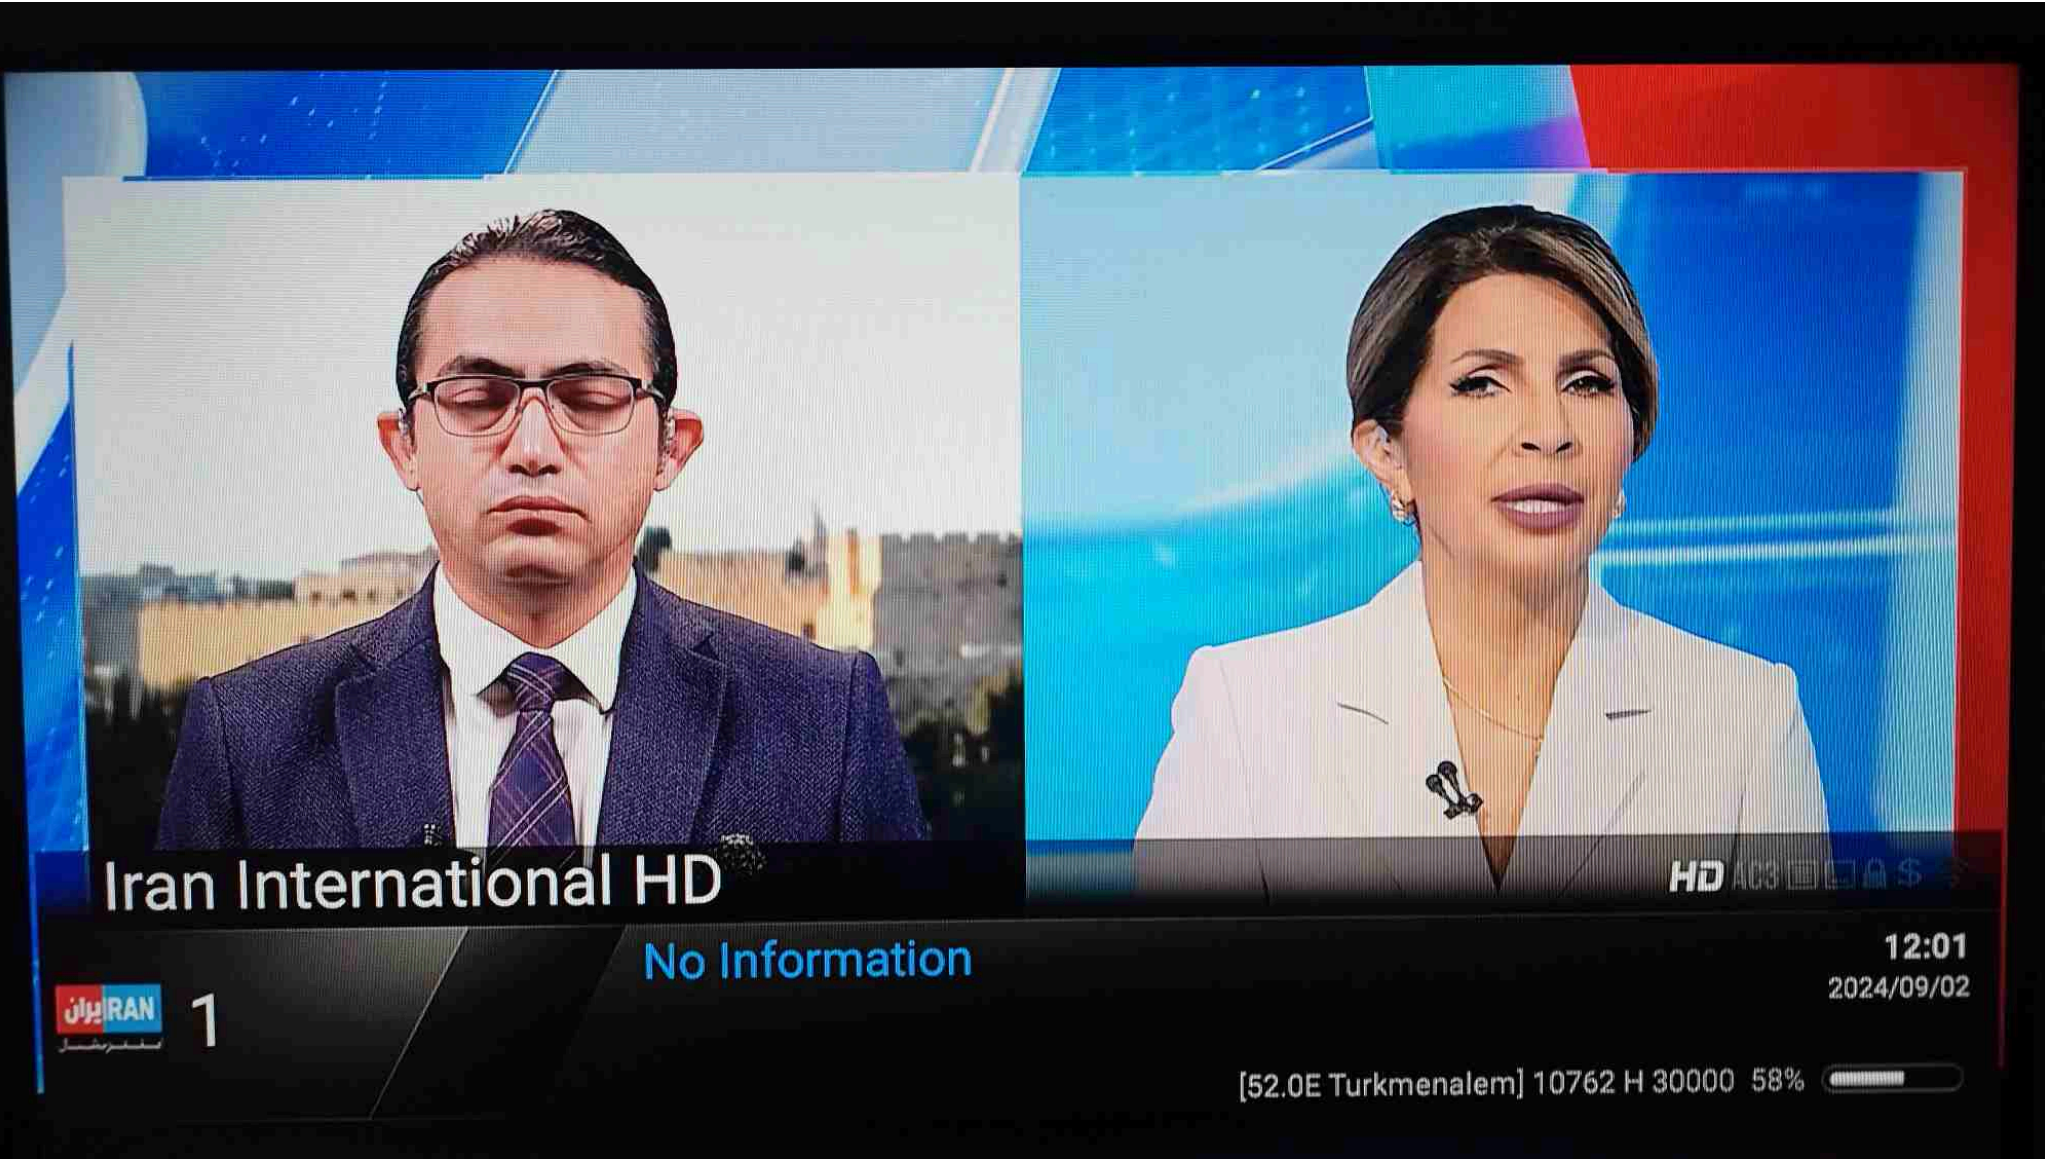 Iran International HD
HD AC3 $
No Information
12:01
2024/09/02
ایران IRAN
اینترنشنال
1
[52.0E Turkmenalem] 10762 H 30000 58%